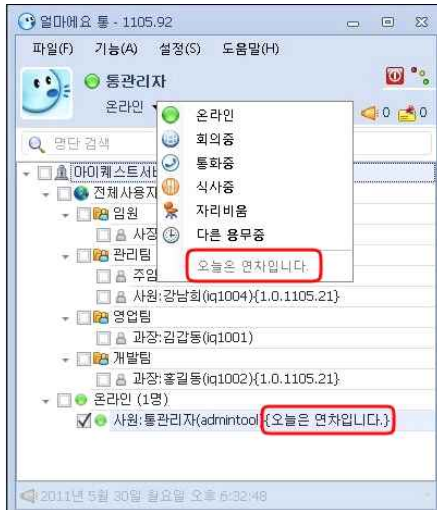 얼마에요 통 - 1105.92
파일(F) 기능(A) 설정(S) 도움말(H)
통관리자
온라인
0 0
명단 검색
온라인
회의중
통화중
식사중
자리비움
다른 용무중
오늘은 연차입니다.
아이퀘스트서버
전체사용자
임원
사장
관리팀
주임
사원:강남희(iq1004){1.0.1105.21}
영업팀
과장:김갑동(iq1001)
개발팀
과장:홍길동(iq1002){1.0.1105.21}
온라인 (1명)
사원:통관리자(admintool){오늘은 연차입니다.}
2011년 5월 30일 월요일 오후 6:32:48